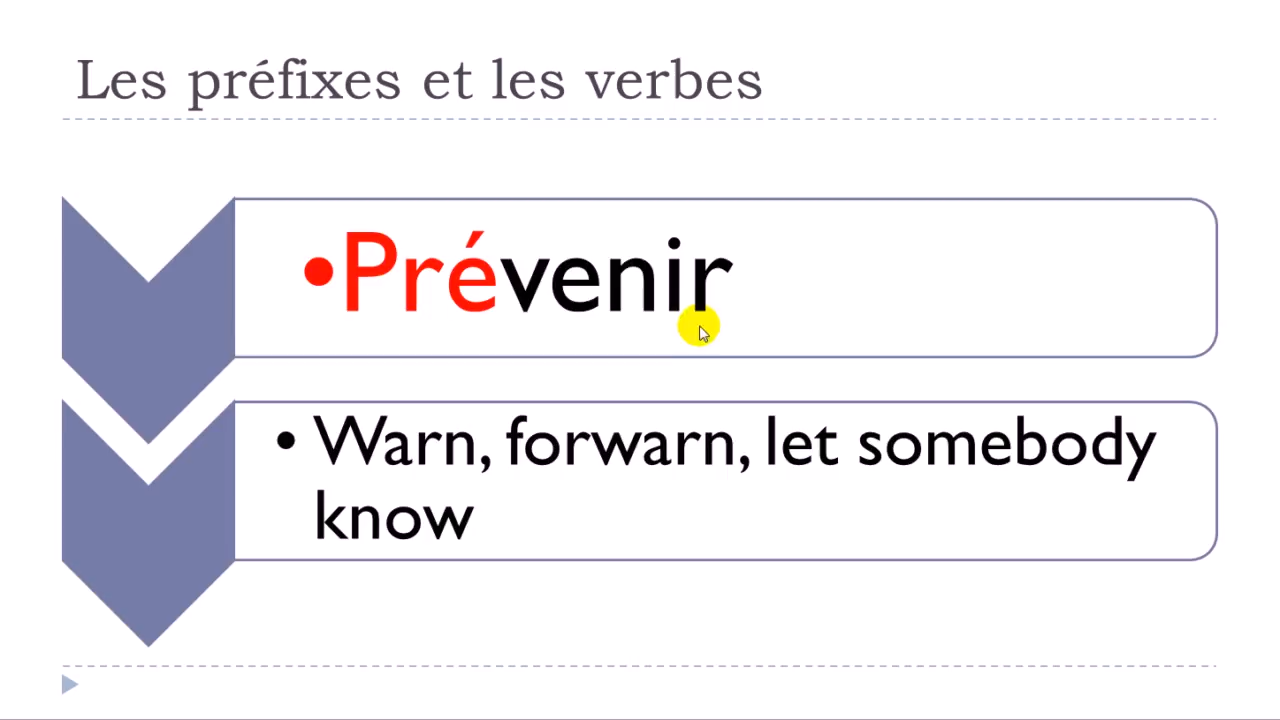 Les préfixes et les verbes
•Prévenir
• Warn, forwarn, let somebody
know